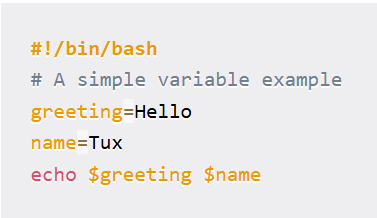 #!/bin/bash
# A simple variable example
greeting=Hello
name=Tux
echo $greeting $name